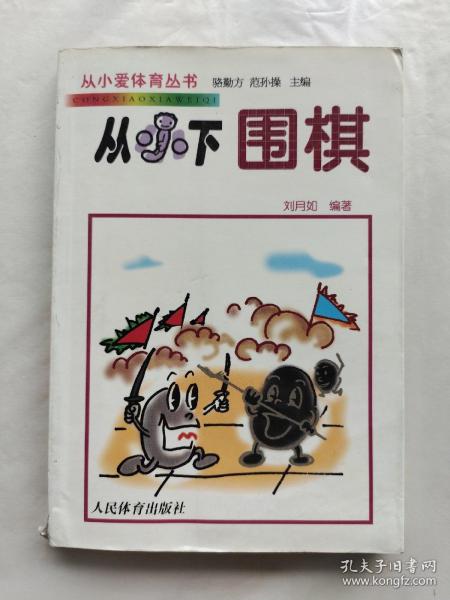 从小爱体育丛书 骆勤方 范孙操 主编
CONGXIAOXIAWEIQI
从小下 围棋
刘月如 编著
人民体育出版社
孔夫子旧书网
www.kongfz.com